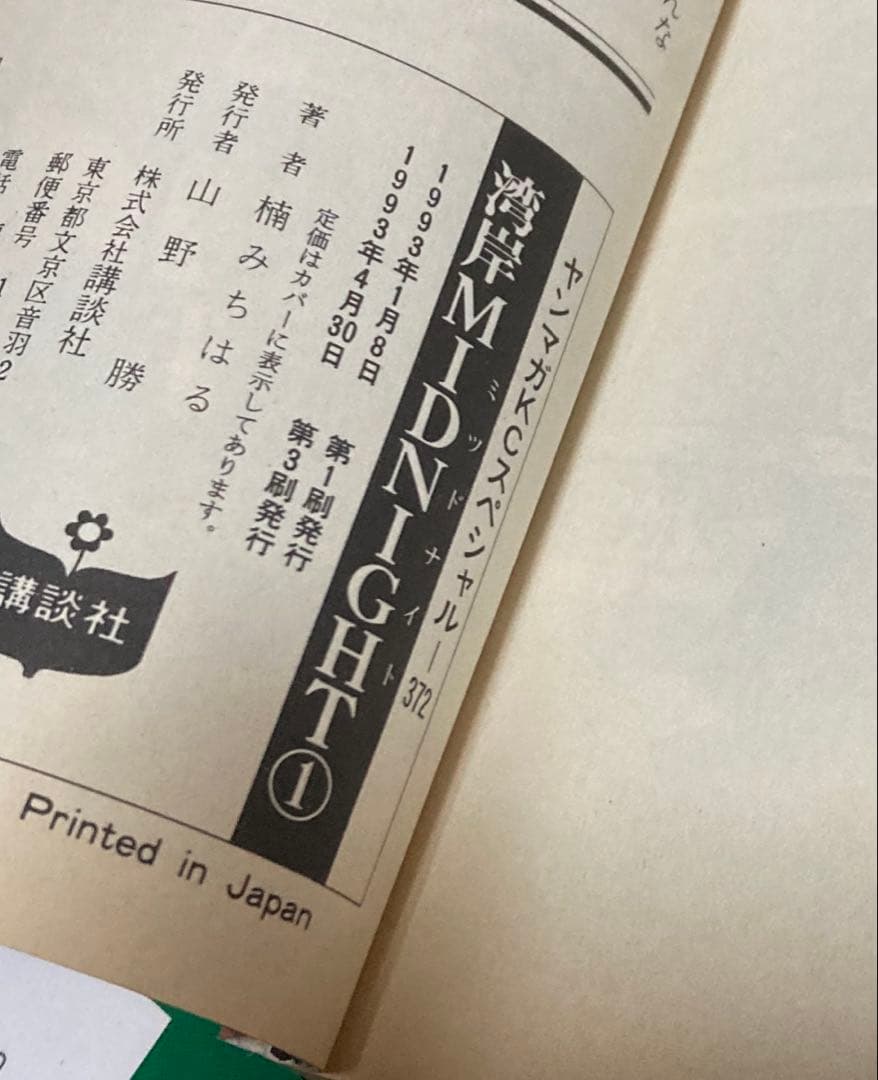 んな
ヤンマガKCスペシャル—372
湾岸MIDNIGHT①
ミッドナイト
1993年1月8日 第1刷発行
1993年4月30日 第3刷発行
定価はカバーに表示してあります。
著者 楠みちはる
発行者 山野 勝
発行所 株式会社講談社
東京都文京区音羽2
郵便番号
電話
講談社
Printed in Japan